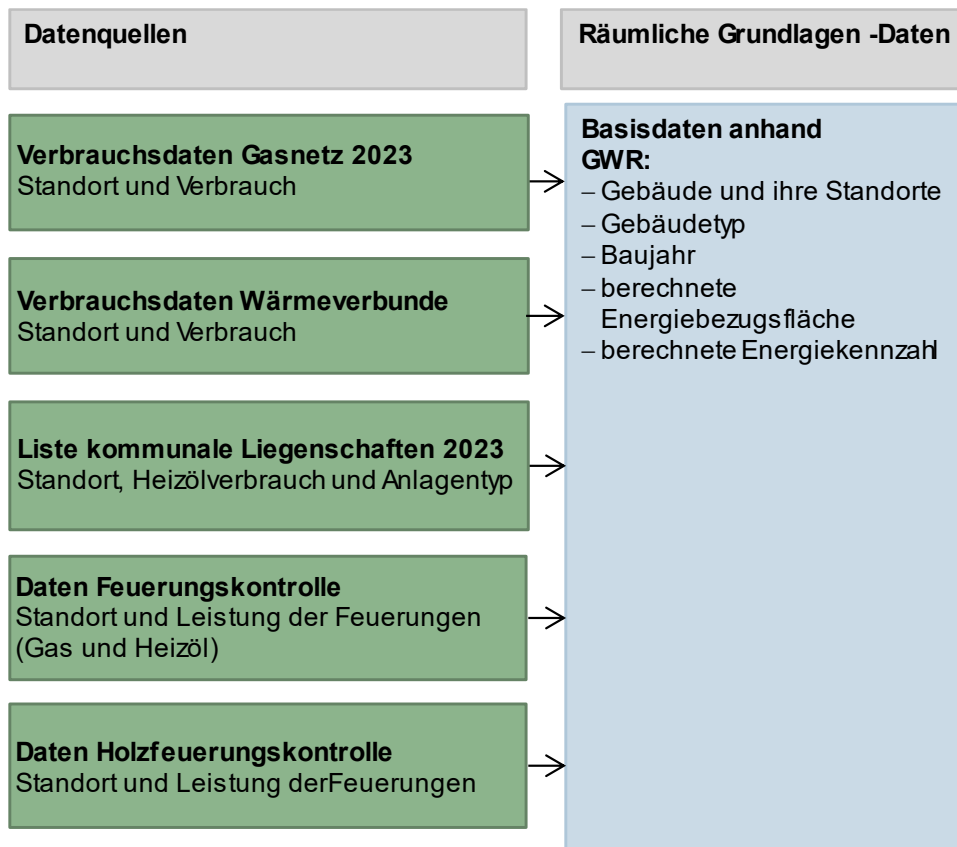 Datenquellen
Räumliche Grundlagen -Daten
Verbrauchsdaten Gasnetz 2023
Standort und Verbrauch
Verbrauchsdaten Wärmeverbunde
Standort und Verbrauch
Liste kommunale Liegenschaften 2023
Standort, Heizölverbrauch und Anlagentyp
Daten Feuerungskontrolle
Standort und Leistung der Feuerungen
(Gas und Heizöl)
Daten Holzfeuerungskontrolle
Standort und Leistung derFeuerungen
Basisdaten anhand
GWR:
– Gebäude und ihre Standorte
– Gebäudetyp
– Baujahr
– berechnete
Energiebezugsfläche
– berechnete Energiekennzahl